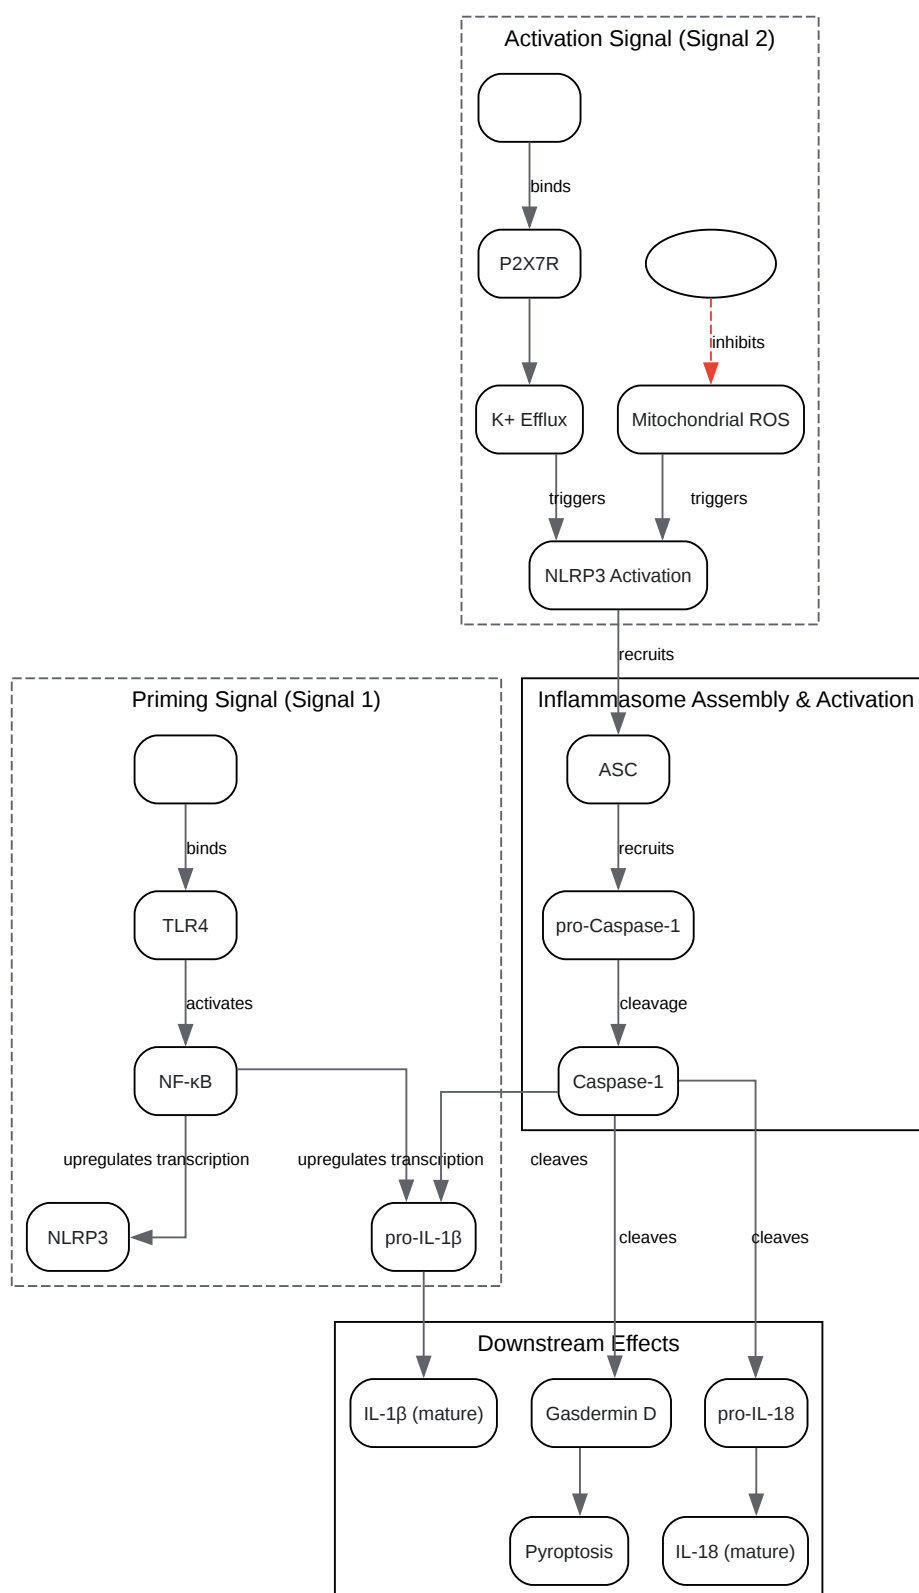 Activation Signal (Signal 2)
binds
P2X7R
inhibits
K+ Efflux
Mitochondrial ROS
triggers
triggers
NLRP3 Activation
recruits
Priming Signal (Signal 1)
Inflammasome Assembly & Activation
ASC
binds
recruits
TLR4
pro-Caspase-1
activates
cleavage
NF-κB
Caspase-1
upregulates transcription
upregulates transcription
cleaves
NLRP3
pro-IL-1β
cleaves
cleaves
Downstream Effects
IL-1β (mature)
Gasdermin D
pro-IL-18
Pyroptosis
IL-18 (mature)